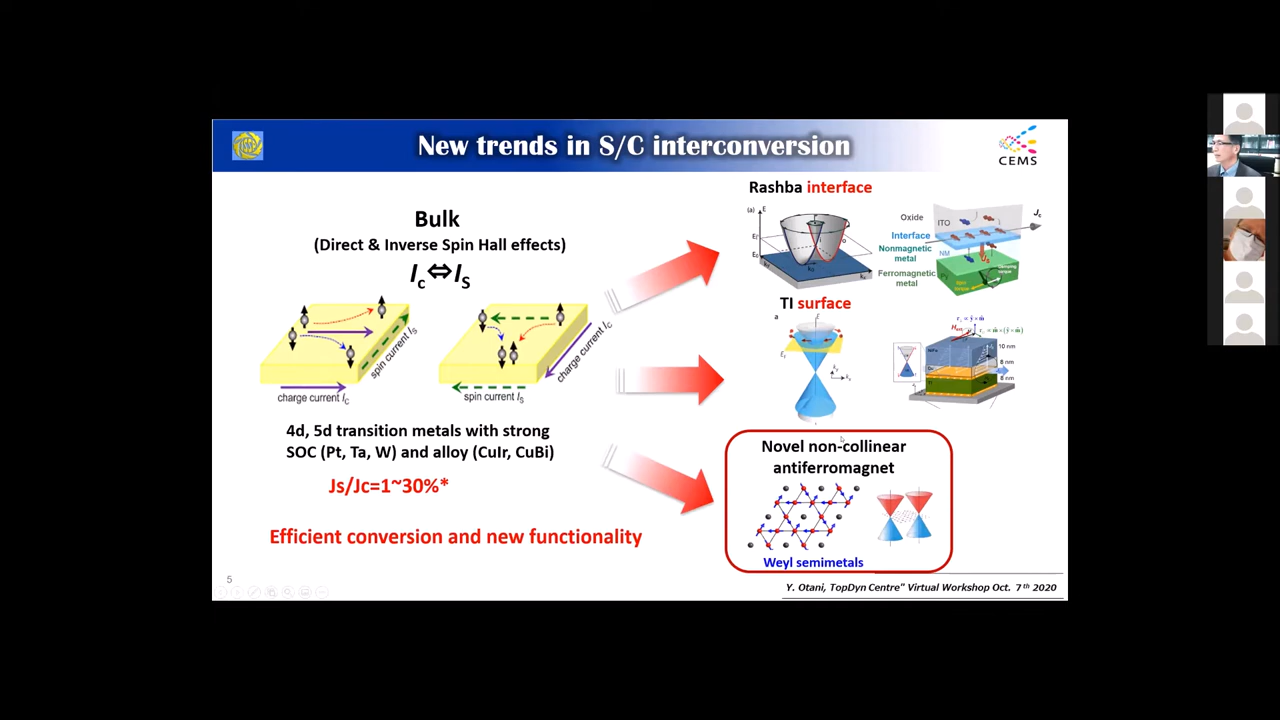 New trends in S/C interconversion
CEMS
Bulk
(Direct & Inverse Spin Hall effects)
Ic⇔IS
spin current IS
charge current IC
charge current IC
spin current IS
4d, 5d transition metals with strong
SOC (Pt, Ta, W) and alloy (CuIr, CuBi)
Js/Jc=1~30%*
Efficient conversion and new functionality
Rashba interface
(a)
E
Oxide
ITO
Jc
Interface
Nonmagnetic
metal
NM
Ferromagnetic
metal
TI surface
a
E
10 nm
8 nm
8 nm
Novel non-collinear
antiferromagnet
Weyl semimetals
5
Y. Otani, TopDyn Centre" Virtual Workshop Oct. 7th 2020